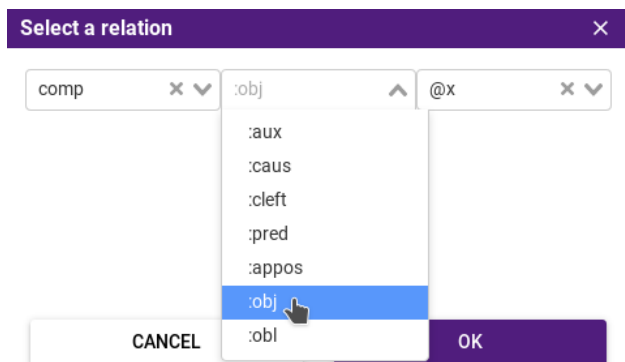 Select a relation
comp :obj @x
:aux
:caus
:cleft
:pred
:appos
:obj
:obl
CANCEL OK